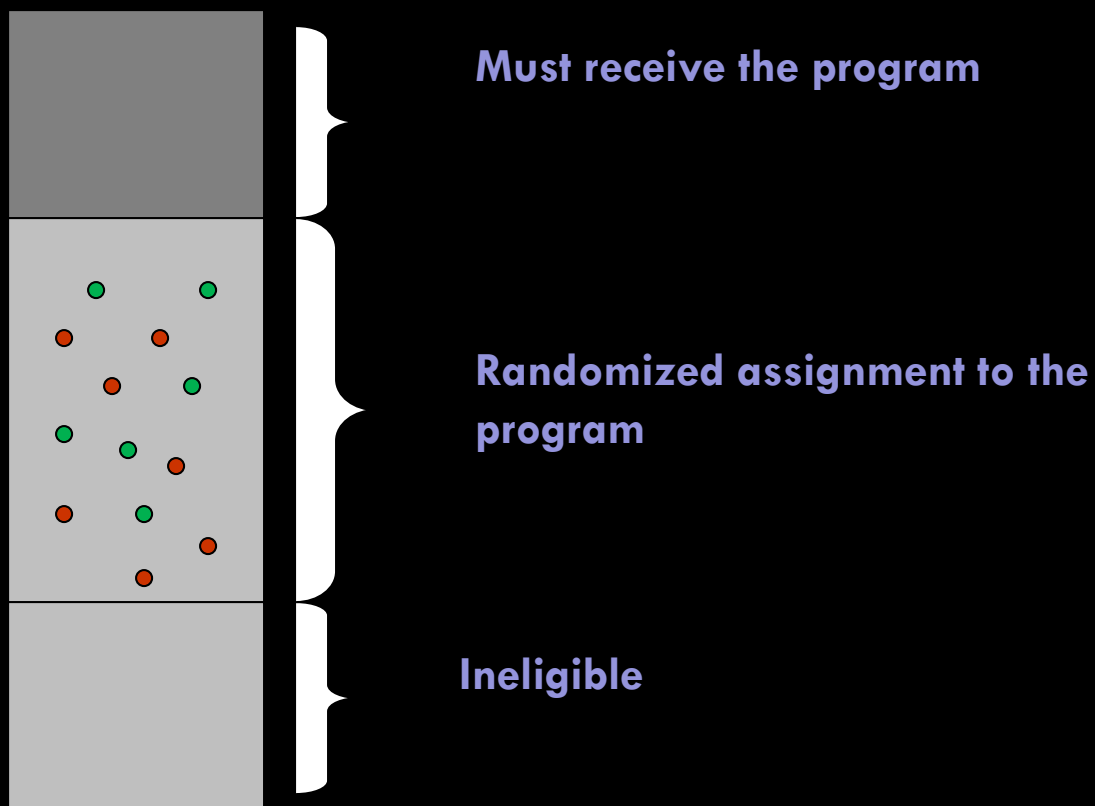 Must receive the program
Randomized assignment to the
program
Ineligible